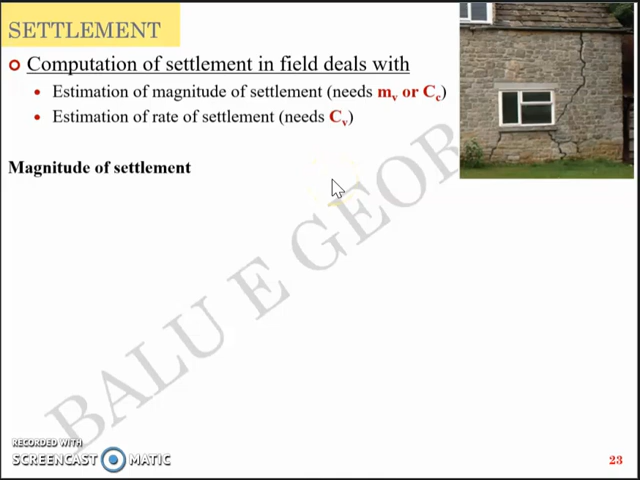 SETTLEMENT
Computation of settlement in field deals with
Estimation of magnitude of settlement (needs mv or Cc)
Estimation of rate of settlement (needs Cv)
Magnitude of settlement
BALU E GEOR
RECORDED WITH
SCREENCAST MATIC
23